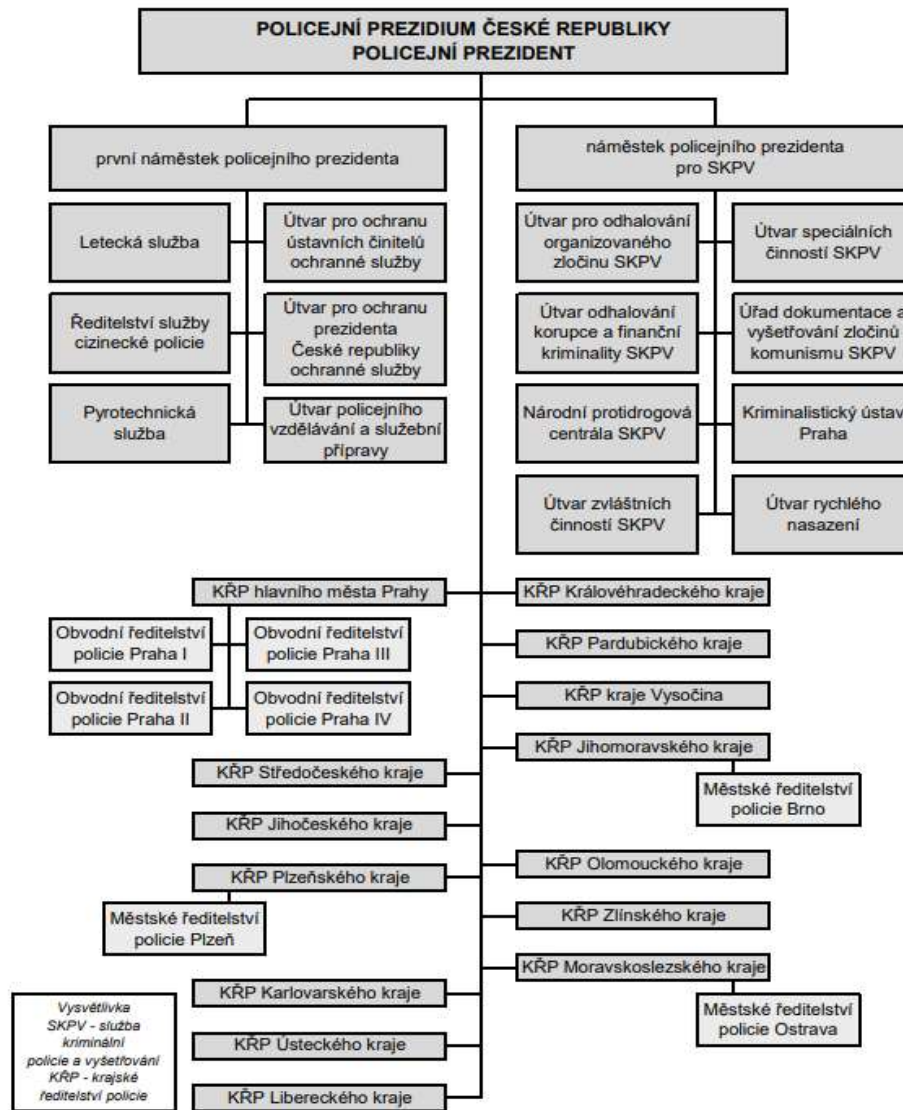 POLICEJNÍ PREZIDIUM ČESKÉ REPUBLIKY
POLICEJNÍ PREZIDENT
první náměstek policejního prezidenta
Letecká služba
Útvar pro ochranu
ústavních činitelů
ochranné služby
Ředitelství služby
cizinecké policie
Útvar pro ochranu
prezidenta
České republiky
ochranné služby
Pyrotechnická
služba
Útvar policejního
vzdělávání a služební
přípravy
náměstek policejního prezidenta
pro SKPV
Útvar pro odhalování
organizovaného
zločinu SKPV
Útvar speciálních
činností SKPV
Útvar odhalování
korupce a finanční
kriminality SKPV
Úřad dokumentace a
vyšetřování zločinů
komunismu SKPV
Národní protidrogová
centrála SKPV
Kriminalistický ústav
Praha
Útvar zvláštních
činností SKPV
Útvar rychlého
nasazení
KŘP hlavního města Prahy
Obvodní ředitelství
policie Praha I
Obvodní ředitelství
policie Praha III
Obvodní ředitelství
policie Praha II
Obvodní ředitelství
policie Praha IV
KŘP Středočeského kraje
KŘP Jihočeského kraje
KŘP Plzeňského kraje
Městské ředitelství
policie Plzeň
KŘP Karlovarského kraje
KŘP Ústeckého kraje
KŘP Libereckého kraje
KŘP Královéhradeckého kraje
KŘP Pardubického kraje
KŘP kraje Vysočina
KŘP Jihomoravského kraje
Městské ředitelství
policie Brno
KŘP Olomouckého kraje
KŘP Zlínského kraje
KŘP Moravskoslezského kraje
Městské ředitelství
policie Ostrava
Vysvětlivka
SKPV - služba
kriminální
policie a vyšetřování
KŘP - krajské
ředitelství policie